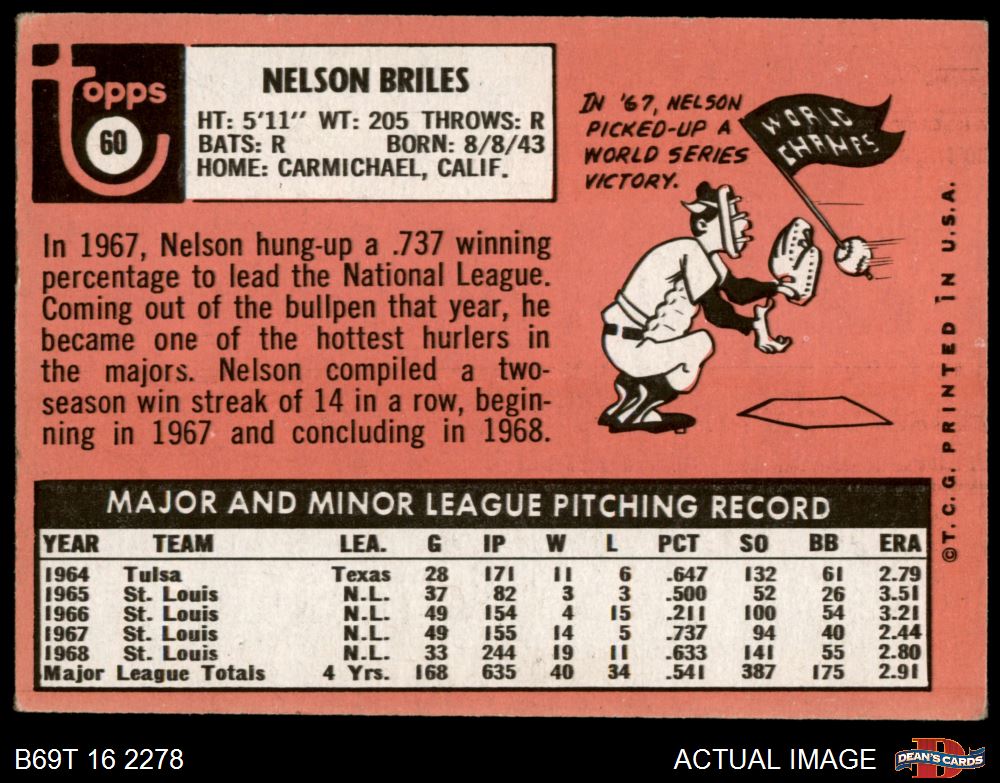 Topps
60
NELSON BRILES
HT: 5'11" WT: 205 THROWS: R
BATS: R BORN: 8/8/43
HOME: CARMICHAEL, CALIF.
In 1967, Nelson hung-up a .737 winning
percentage to lead the National League.
Coming out of the bullpen that year, he
became one of the hottest hurlers in
the majors. Nelson compiled a two-
season win streak of 14 in a row, begin-
ning in 1967 and concluding in 1968.
IN '67, NELSON
PICKED-UP A
WORLD SERIES
VICTORY.
WORLD
CHAMPS
©T.C.G. PRINTED IN U.S.A.
MAJOR AND MINOR LEAGUE PITCHING RECORD
YEAR TEAM LEA. G IP W L PCT SO BB ERA
1964 Tulsa Texas 28 171 11 6 .647 132 61 2.79
1965 St. Louis N.L. 37 82 3 3 .500 52 26 3.51
1966 St. Louis N.L. 49 154 4 15 .211 100 54 3.21
1967 St. Louis N.L. 49 155 14 5 .737 94 40 2.44
1968 St. Louis N.L. 33 244 19 11 .633 141 55 2.80
Major League Totals 4 Yrs. 168 635 40 34 .541 387 175 2.91
B69T 16 2278
ACTUAL IMAGE
DEAN'S CARDS